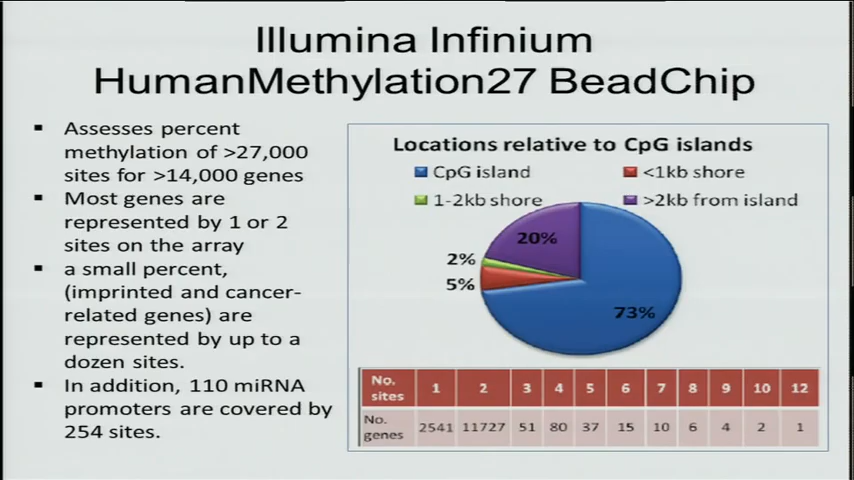 Illumina Infinium
HumanMethylation27 BeadChip
▪ Assesses percent
methylation of >27,000
sites for >14,000 genes
▪ Most genes are
represented by 1 or 2
sites on the array
▪ a small percent,
(imprinted and cancer-
related genes) are
represented by up to a
dozen sites.
▪ In addition, 110 miRNA
promoters are covered by
254 sites.
Locations relative to CpG islands
CpG island <1kb shore
1-2kb shore >2kb from island
20%
2%
5%
73%
No. sites 1 2 3 4 5 6 7 8 9 10 12
No. genes 2541 11727 51 80 37 15 10 6 4 2 1